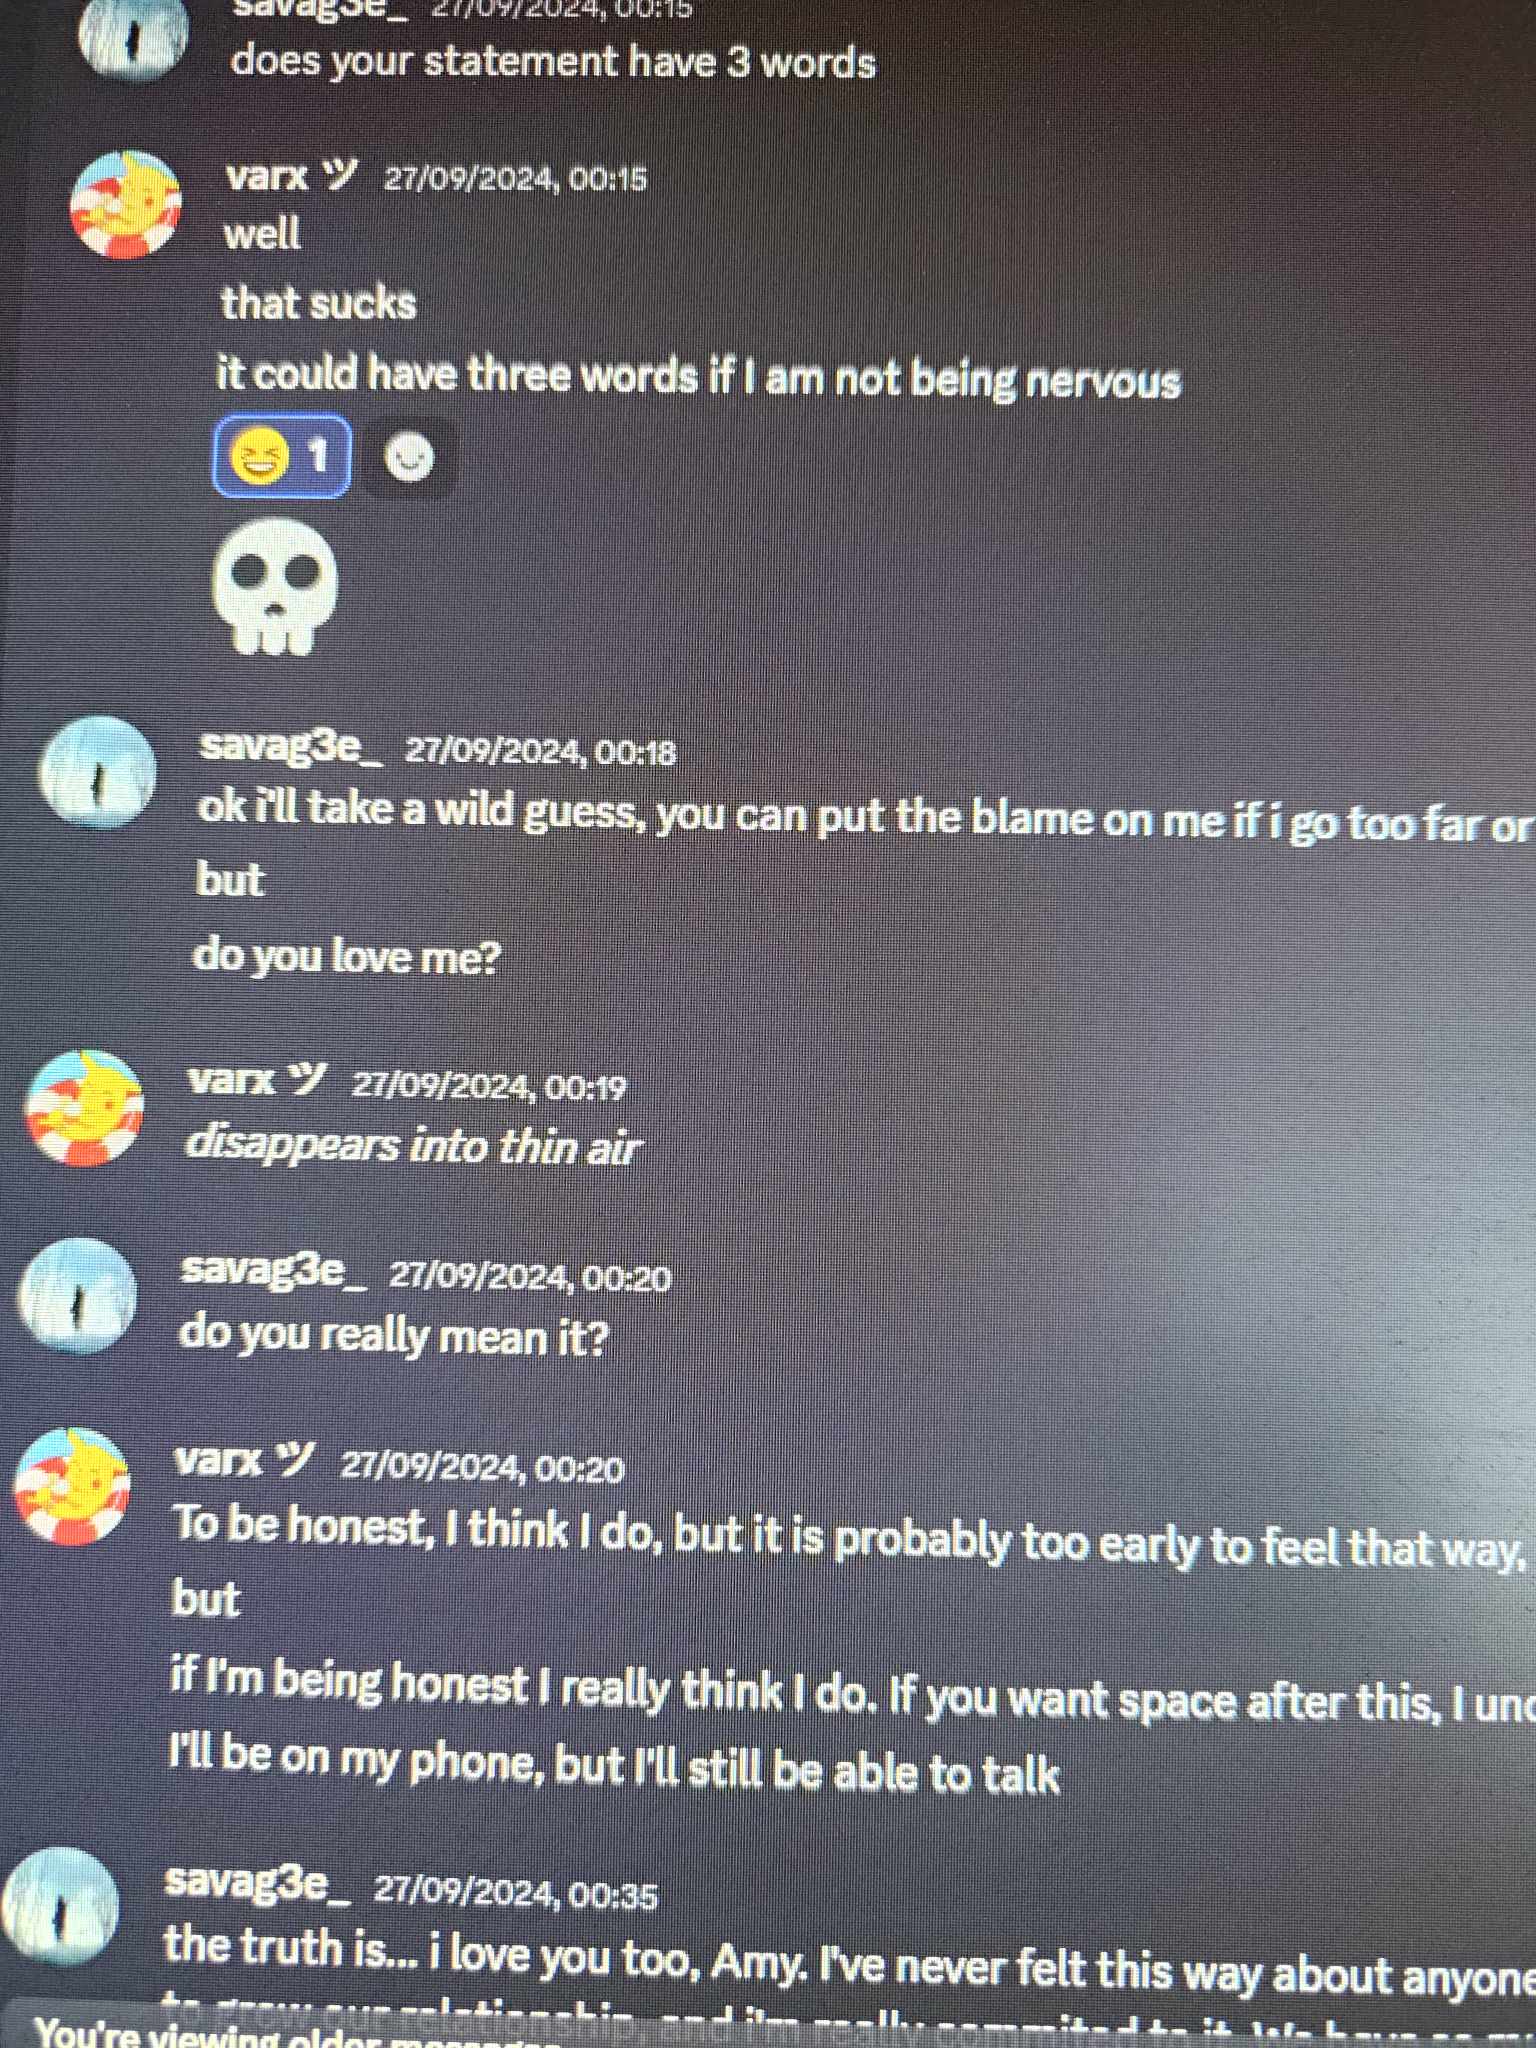 savag3e_ 27/09/2024, 00:15
does your statement have 3 words
varx ツ 27/09/2024, 00:15
well
that sucks
it could have three words if I am not being nervous
1
savag3e_ 27/09/2024, 00:18
ok i'll take a wild guess, you can put the blame on me if i go too far or
but
do you love me?
varx ツ 27/09/2024, 00:19
disappears into thin air
savag3e_ 27/09/2024, 00:20
do you really mean it?
varx ツ 27/09/2024, 00:20
To be honest, I think I do, but it is probably too early to feel that way,
but
if I'm being honest I really think I do. If you want space after this, I
I'll be on my phone, but I'll still be able to talk
savag3e_ 27/09/2024, 00:35
the truth is... i love you too, Amy. I've never felt this way about anyone
to grow our relationship, and i'm really commited to it. We have so
You're viewing older messages